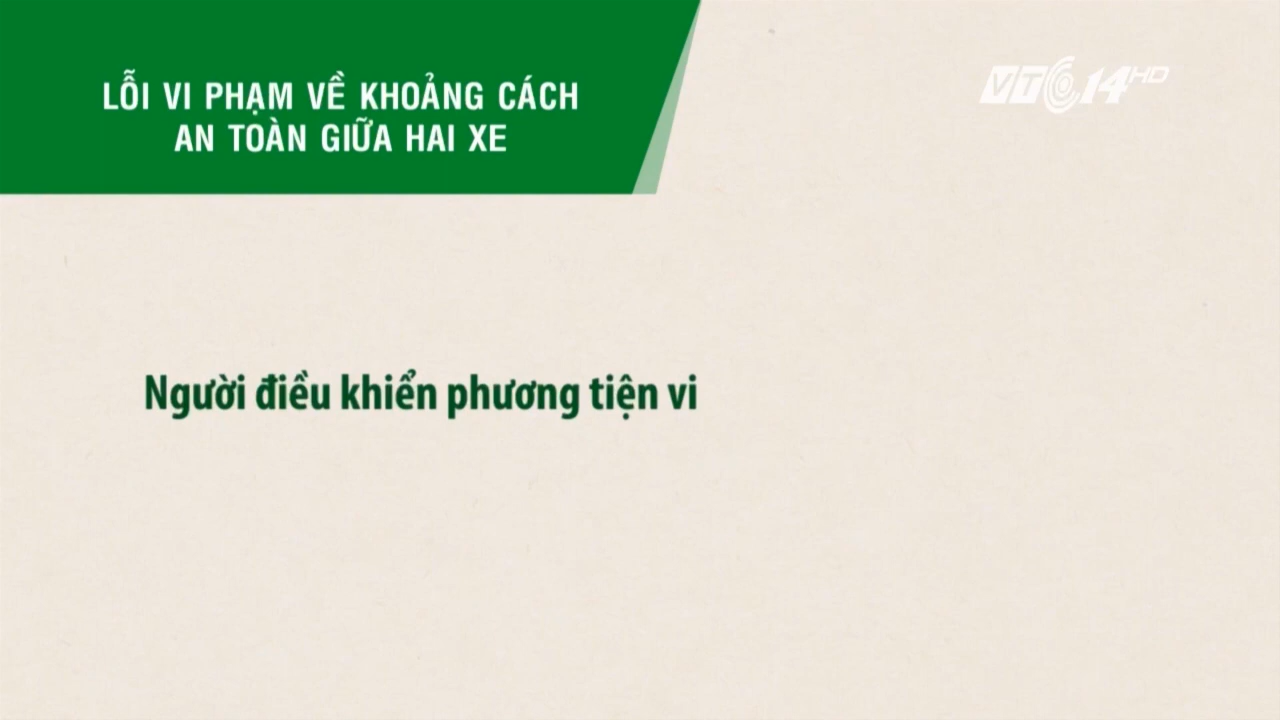 LỖI VI PHẠM VỀ KHOẢNG CÁCH
AN TOÀN GIỮA HAI XE
VTC14HD
Người điều khiển phương tiện vi